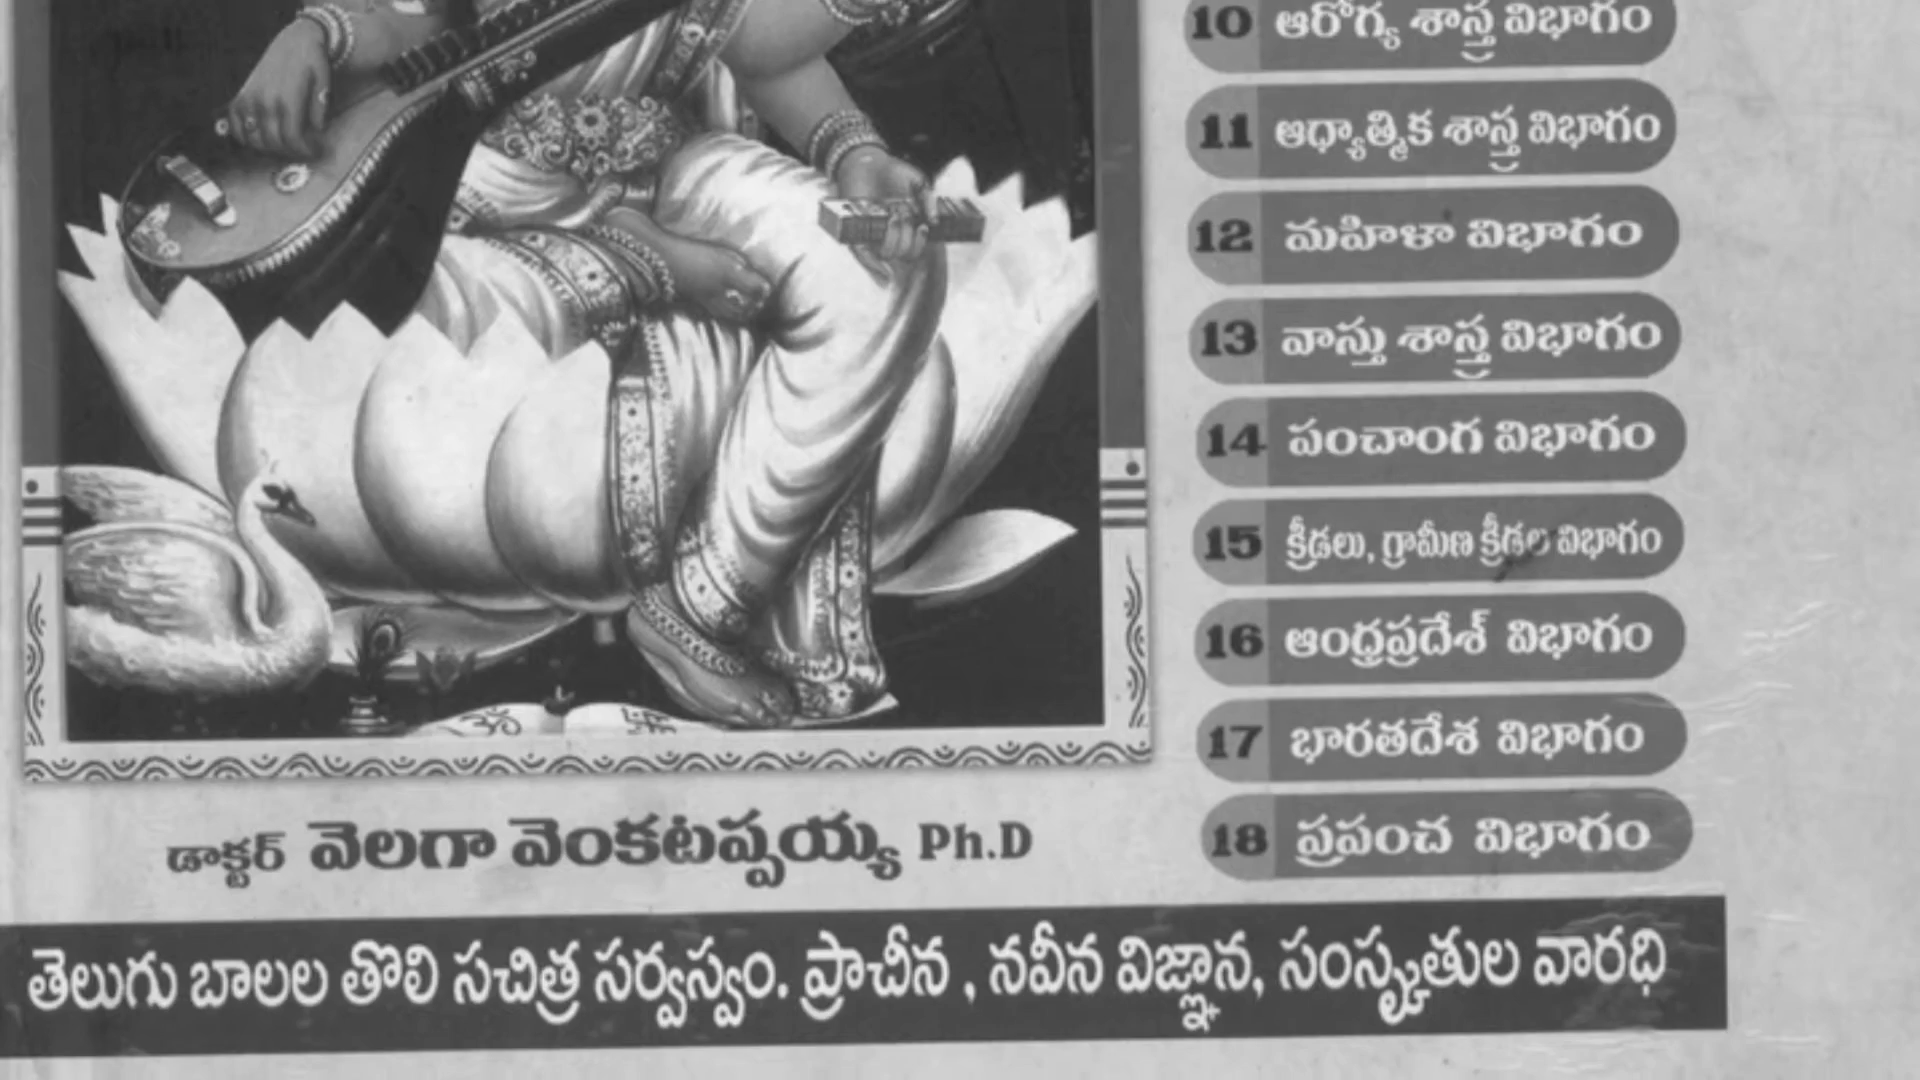 10 ఆరోగ్య శాస్త్ర విభాగం
11 ఆధ్యాత్మిక శాస్త్ర విభాగం
12 మహిళా విభాగం
13 వాస్తు శాస్త్ర విభాగం
14 పంచాంగ విభాగం
15 క్రీడలు, గ్రామీణ క్రీడల విభాగం
16 ఆంధ్రప్రదేశ్ విభాగం
17 భారతదేశ విభాగం
18 ప్రపంచ విభాగం
డాక్టర్ వెలగా వెంకటప్పయ్య Ph.D
తెలుగు బాలల తొలి సచిత్ర సర్వస్వం. ప్రాచీన , నవీన విజ్ఞాన, సంస్కృతుల వారధి